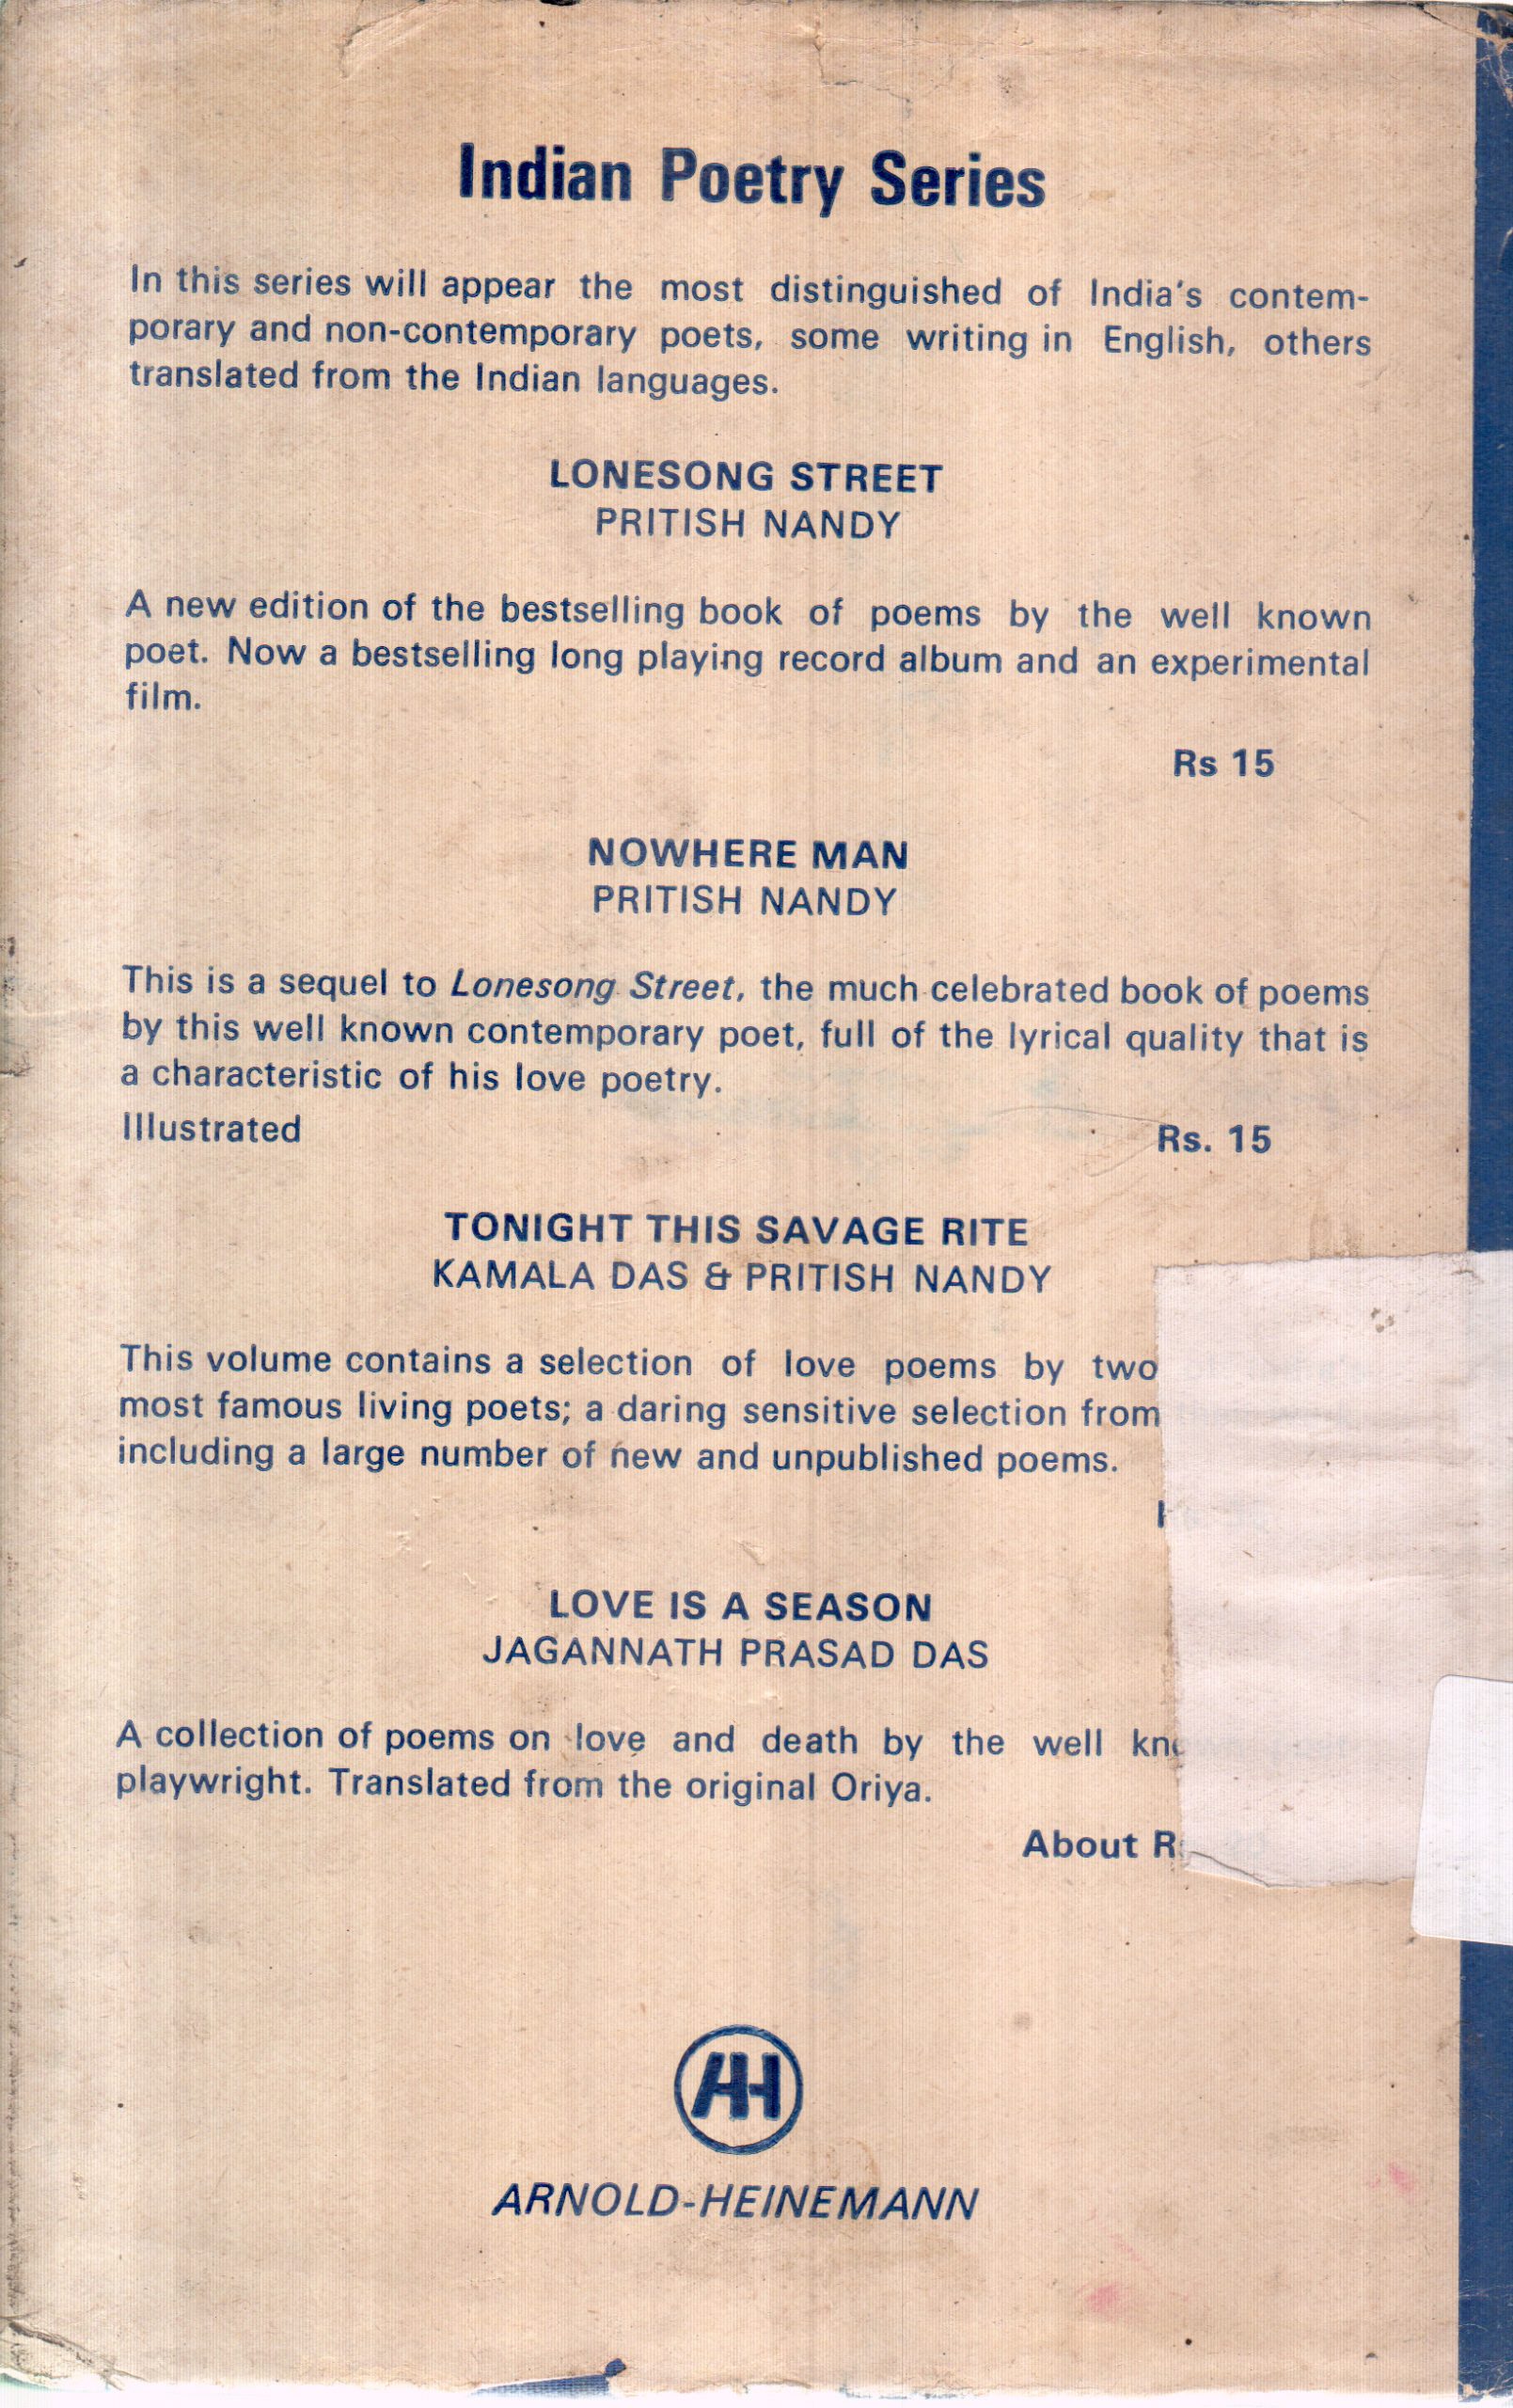 Indian Poetry Series
In this series will appear the most distinguished of India's contem-
porary and non-contemporary poets, some writing in English, others
translated from the Indian languages.
LONESONG STREET
PRITISH NANDY
A new edition of the bestselling book of poems by the well known
poet. Now a bestselling long playing record album and an experimental
film.
Rs 15
NOWHERE MAN
PRITISH NANDY
This is a sequel to Lonesong Street, the much celebrated book of poems
by this well known contemporary poet, full of the lyrical quality that is
a characteristic of his love poetry.
Illustrated
Rs. 15
TONIGHT THIS SAVAGE RITE
KAMALA DAS & PRITISH NANDY
This volume contains a selection of love poems by two
most famous living poets; a daring sensitive selection from
including a large number of new and unpublished poems.
LOVE IS A SEASON
JAGANNATH PRASAD DAS
A collection of poems on love and death by the well
playwright. Translated from the original Oriya.
About
AH
ARNOLD-HEINEMANN